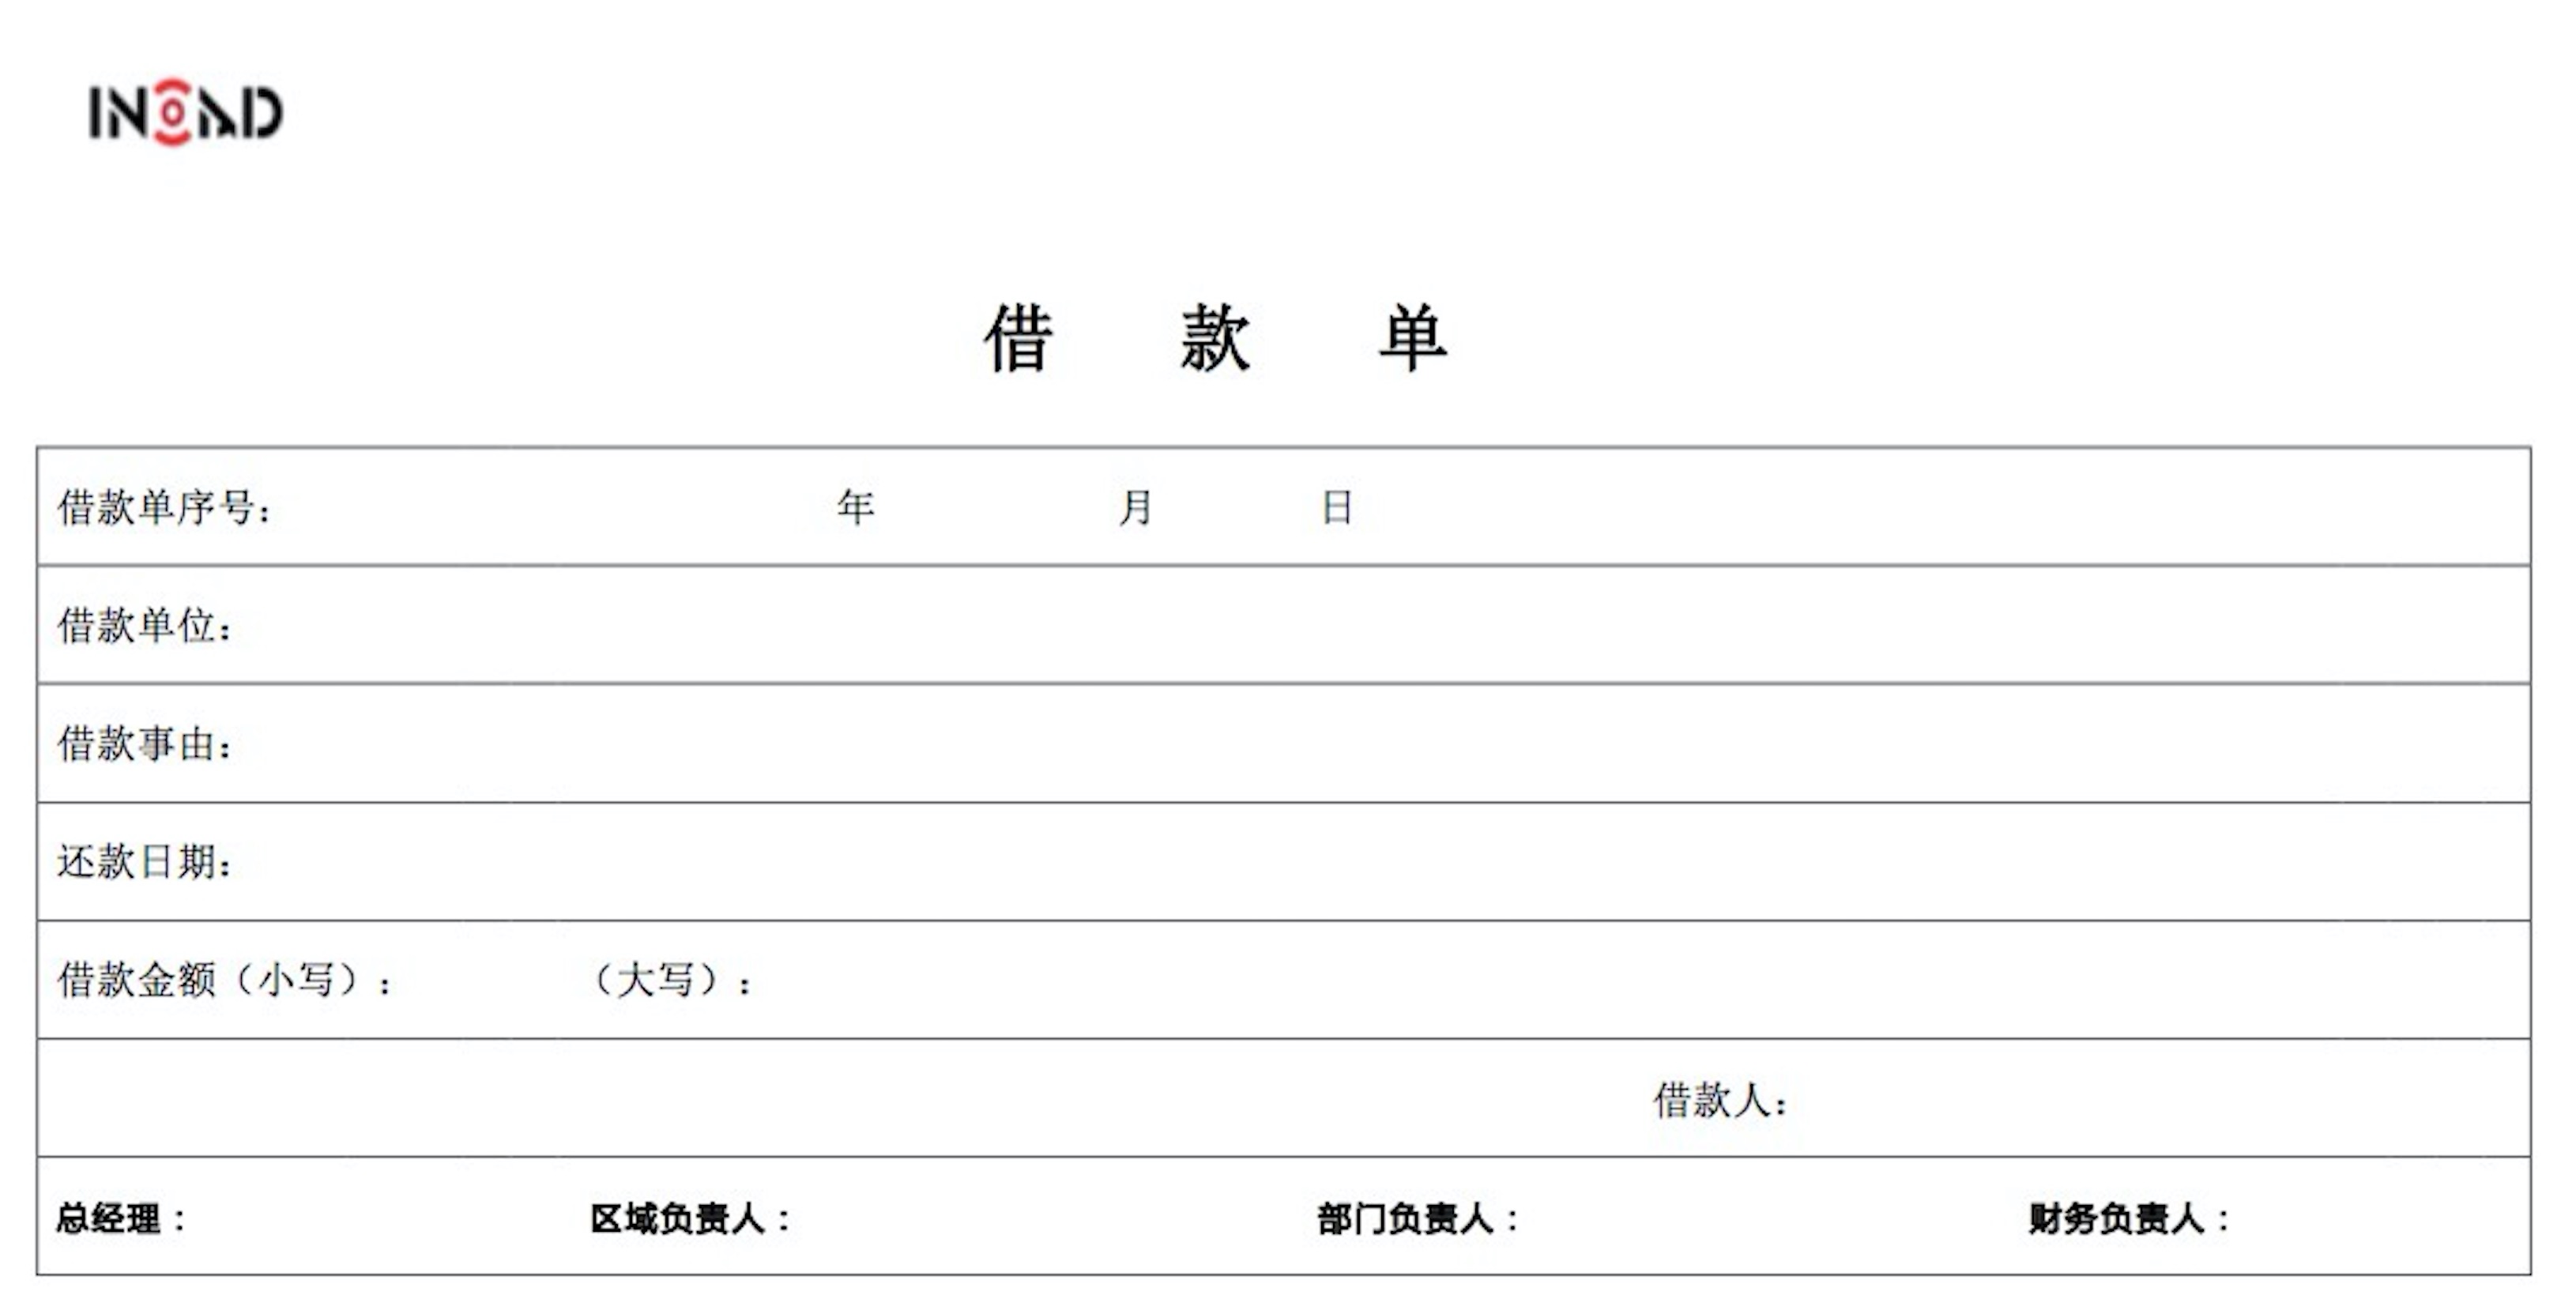 INOAD
借 款 单
借款单序号： 年 月 日
借款单位：
借款事由：
还款日期：
借款金额（小写）： （大写）：
借款人：
总经理： 区域负责人： 部门负责人： 财务负责人：